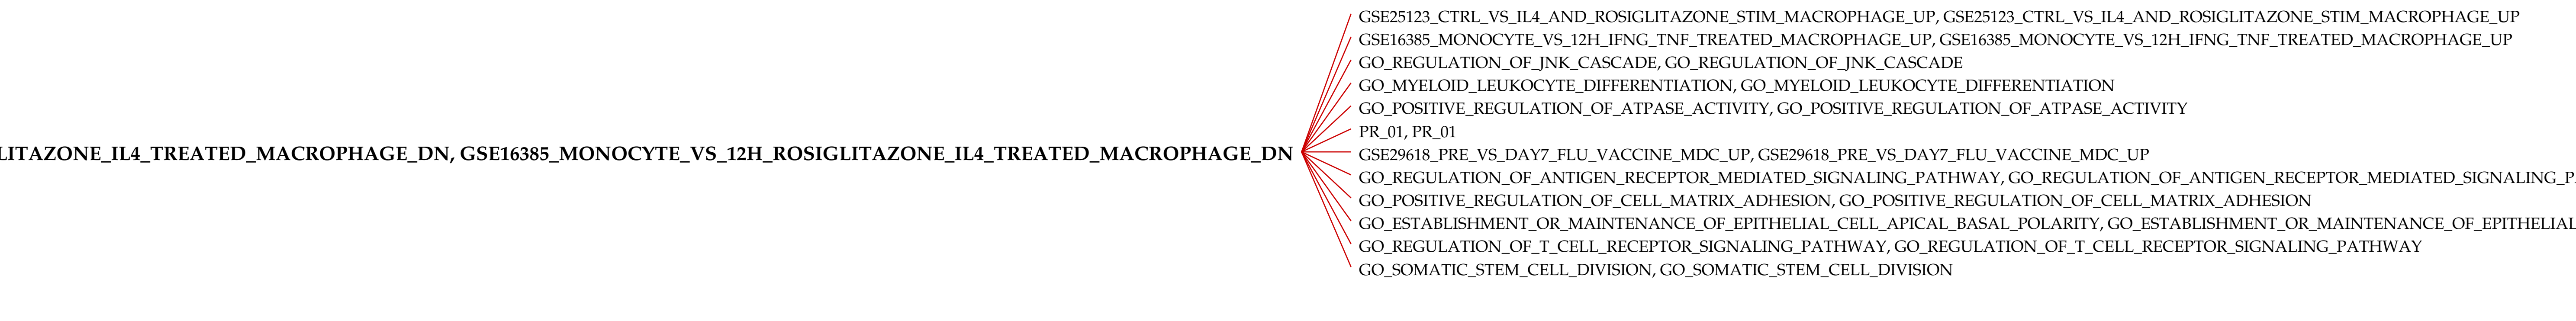 GSE25123_CTRL_VS_IL4_AND_ROSIGLITAZONE_STIM_MACROPHAGE_UP, GSE25123_CTRL_VS_IL4_AND_ROSIGLITAZONE_STIM_MACROPHAGE_UP
GSE16385_MONOCYTE_VS_12H_IFNG_TNF_TREATED_MACROPHAGE_UP, GSE16385_MONOCYTE_VS_12H_IFNG_TNF_TREATED_MACROPHAGE_UP
GO_REGULATION_OF_JNK_CASCADE, GO_REGULATION_OF_JNK_CASCADE
GO_MYELOID_LEUKOCYTE_DIFFERENTIATION, GO_MYELOID_LEUKOCYTE_DIFFERENTIATION
GO_POSITIVE_REGULATION_OF_ATPASE_ACTIVITY, GO_POSITIVE_REGULATION_OF_ATPASE_ACTIVITY
PR_01, PR_01
LITAZONE_IL4_TREATED_MACROPHAGE_DN, GSE16385_MONOCYTE_VS_12H_ROSIGLITAZONE_IL4_TREATED_MACROPHAGE_DN
GSE29618_PRE_VS_DAY7_FLU_VACCINE_MDC_UP, GSE29618_PRE_VS_DAY7_FLU_VACCINE_MDC_UP
GO_REGULATION_OF_ANTIGEN_RECEPTOR_MEDIATED_SIGNALING_PATHWAY, GO_REGULATION_OF_ANTIGEN_RECEPTOR_MEDIATED_SIGNALING_PA
GO_POSITIVE_REGULATION_OF_CELL_MATRIX_ADHESION, GO_POSITIVE_REGULATION_OF_CELL_MATRIX_ADHESION
GO_ESTABLISHMENT_OR_MAINTENANCE_OF_EPITHELIAL_CELL_APICAL_BASAL_POLARITY, GO_ESTABLISHMENT_OR_MAINTENANCE_OF_EPITHELIAL
GO_REGULATION_OF_T_CELL_RECEPTOR_SIGNALING_PATHWAY, GO_REGULATION_OF_T_CELL_RECEPTOR_SIGNALING_PATHWAY
GO_SOMATIC_STEM_CELL_DIVISION, GO_SOMATIC_STEM_CELL_DIVISION